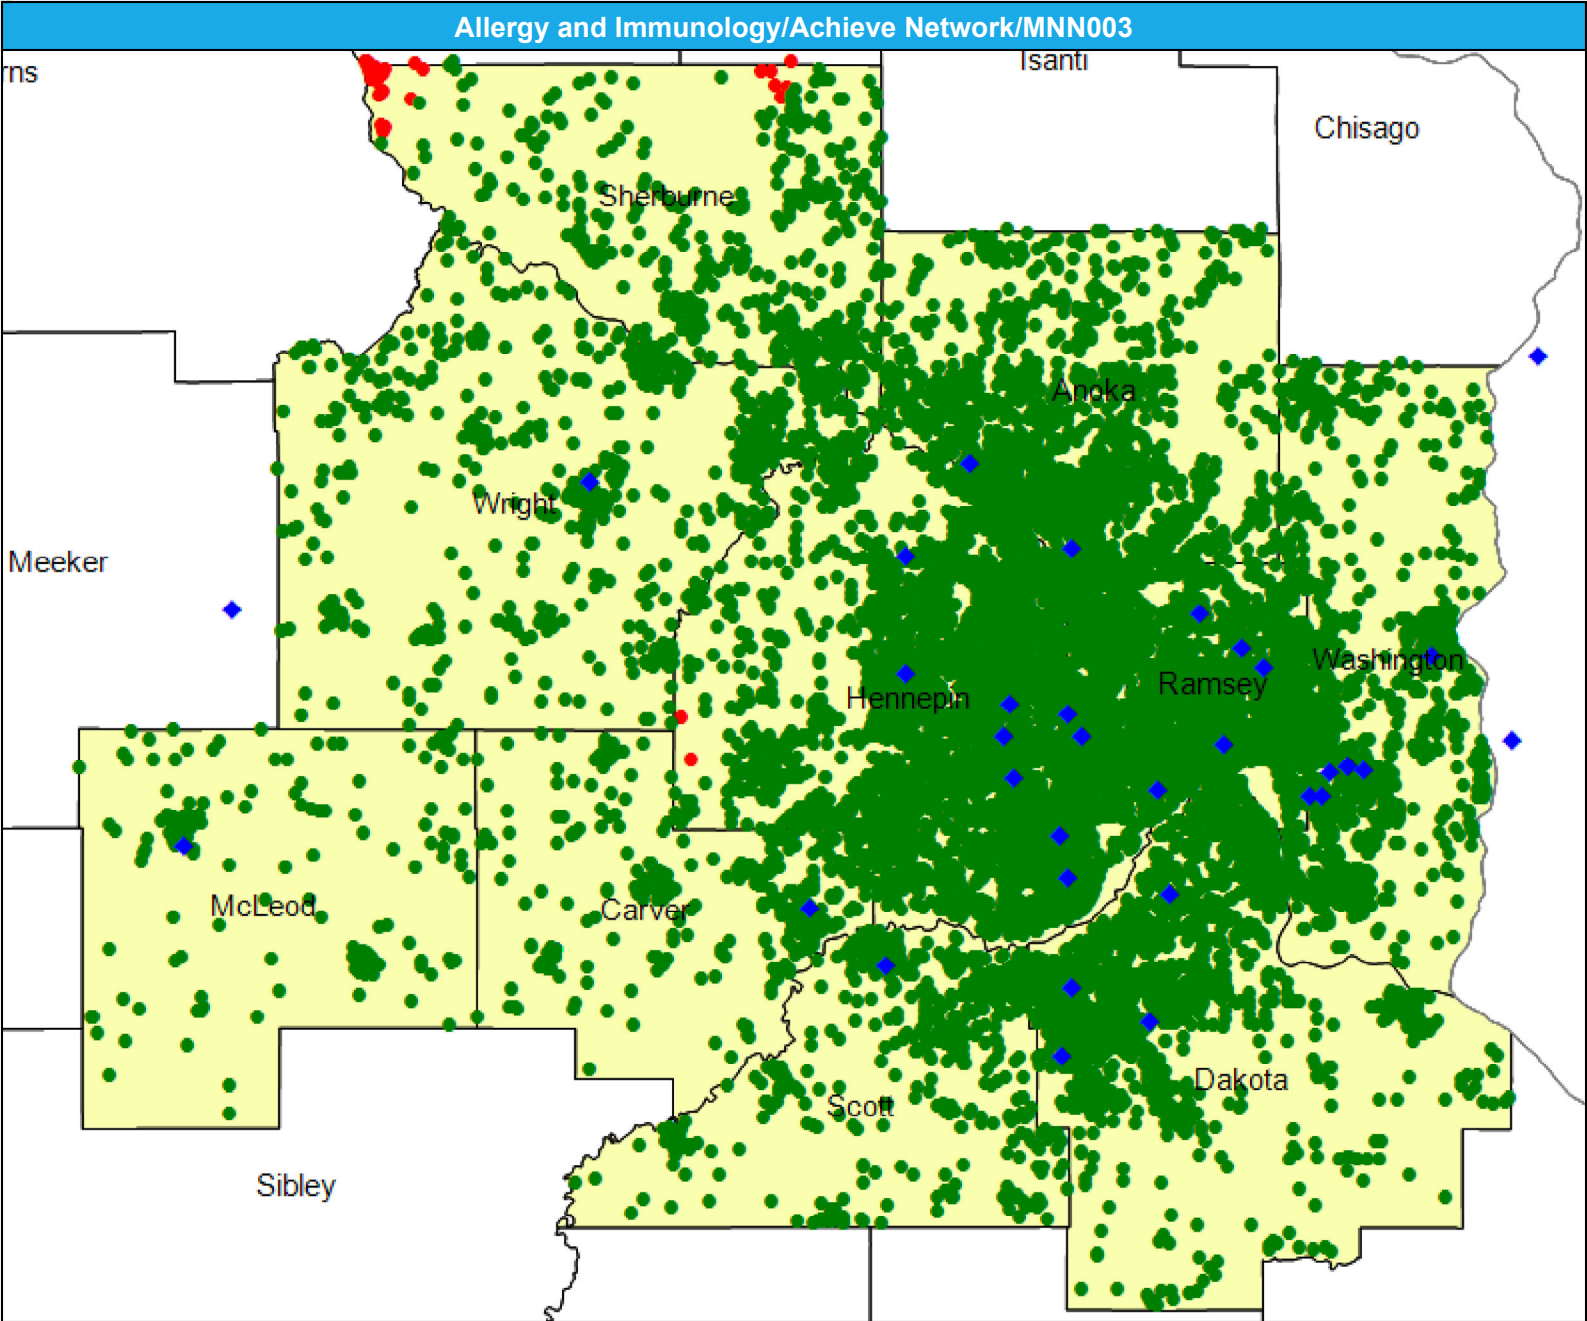 Allergy and Immunology/Achieve Network/MNN003
rns
Isanti
Chisago
Sherburne
Anoka
Wright
Meeker
Washington
Ramsey
Hennepin
McLeod
Carver
Dakota
Scott
Sibley